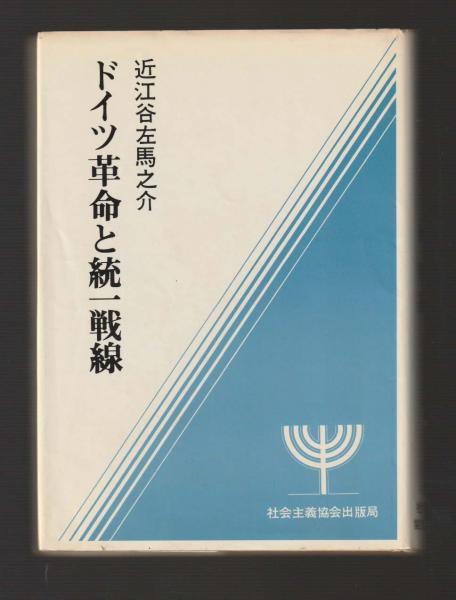 近江谷左馬之介
ドイツ革命と統一戦線
社会主義協会出版局